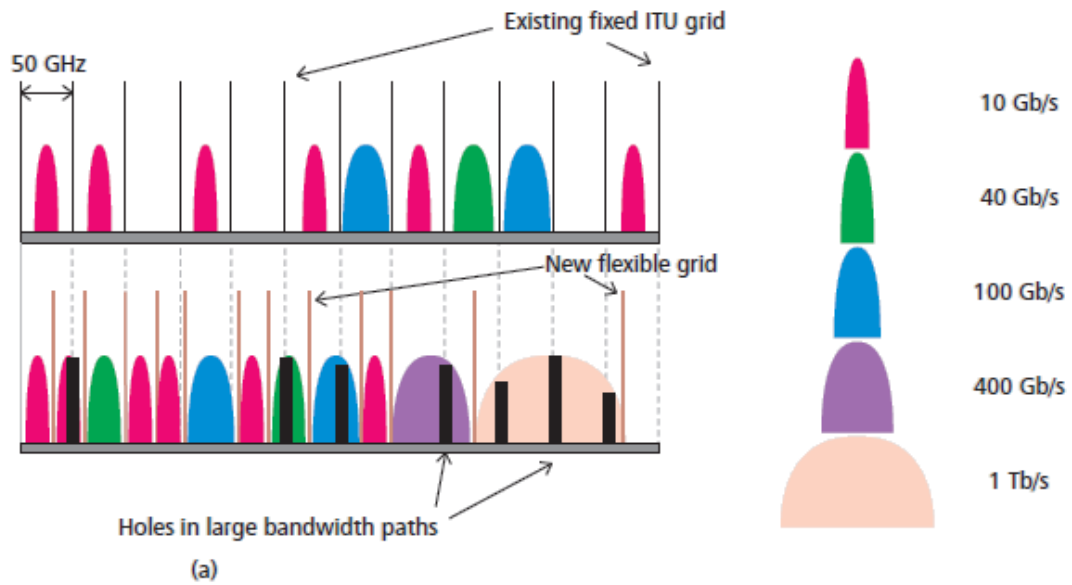 Existing fixed ITU grid
50 GHz
10 Gb/s
40 Gb/s
New flexible grid
100 Gb/s
400 Gb/s
1 Tb/s
Holes in large bandwidth paths
(a)